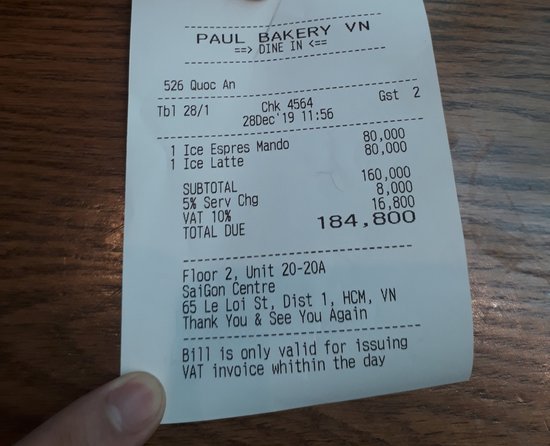 PAUL BAKERY VN
==> DINE IN <==
526 Quoc An
Tbl 28/1 Chk 4564 Gst 2
28Dec'19 11:56
1 Ice Espres Mando 80,000
1 Ice Latte 80,000
SUBTOTAL 160,000
5% Serv Chg 8,000
VAT 10% 16,800
TOTAL DUE 184,800
Floor 2, Unit 20-20A
SaiGon Centre
65 Le Loi St, Dist 1, HCM, VN
Thank You & See You Again
Bill is only valid for issuing
VAT invoice whithin the day